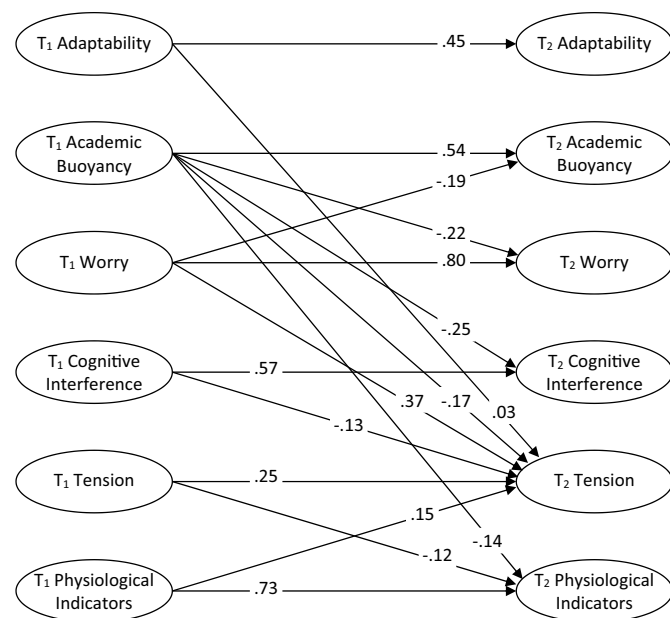 T₁ Adaptability
.45
T₂ Adaptability
T₁ Academic
Buoyancy
.54
T₂ Academic
Buoyancy
-.19
-.22
T₁ Worry
.80
T₂ Worry
-.25
T₁ Cognitive
Interference
.57
T₂ Cognitive
Interference
.37
-.17
.03
-.13
T₁ Tension
.25
T₂ Tension
.15
-.14
-.12
T₁ Physiological
Indicators
.73
T₂ Physiological
Indicators